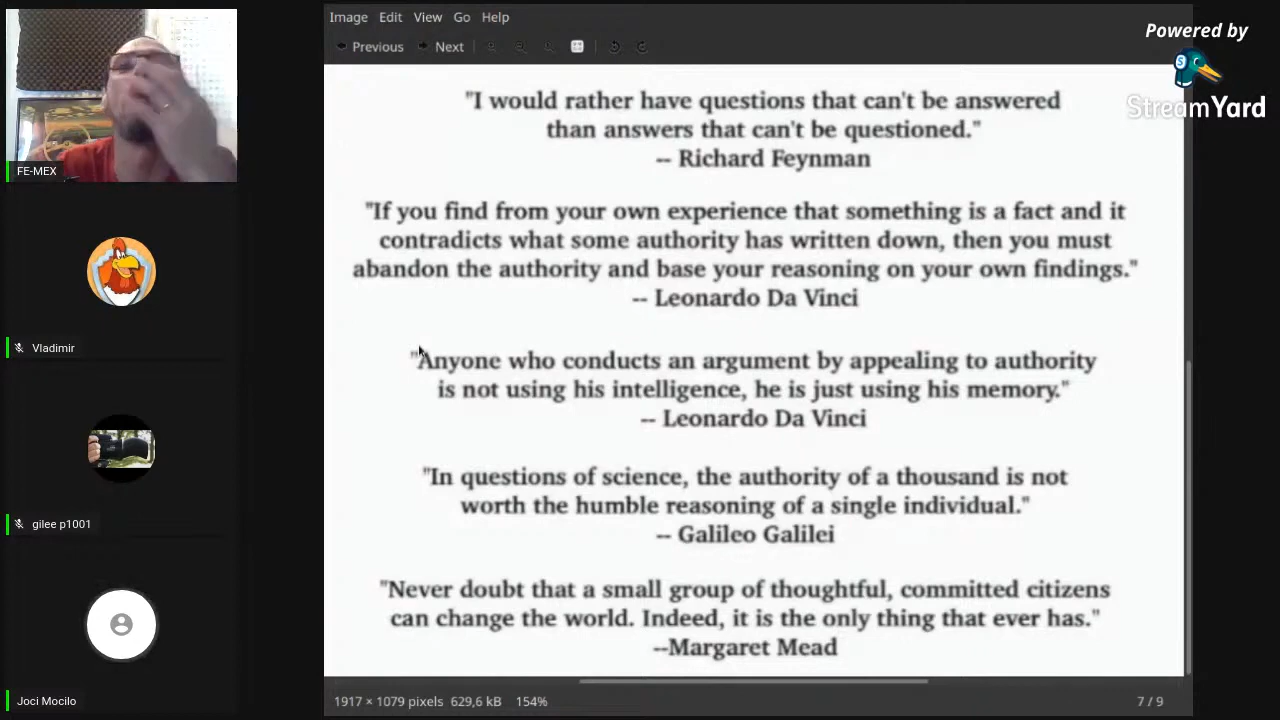 Image Edit View Go Help
Previous Next
Powered by
StreamYard
"I would rather have questions that can't be answered
than answers that can't be questioned."
-- Richard Feynman
"If you find from your own experience that something is a fact and it
contradicts what some authority has written down, then you must
abandon the authority and base your reasoning on your own findings."
-- Leonardo Da Vinci
"Anyone who conducts an argument by appealing to authority
is not using his intelligence, he is just using his memory."
-- Leonardo Da Vinci
"In questions of science, the authority of a thousand is not
worth the humble reasoning of a single individual."
-- Galileo Galilei
"Never doubt that a small group of thoughtful, committed citizens
can change the world. Indeed, it is the only thing that ever has."
--Margaret Mead
1917 × 1079 pixels 629,6 kB 154%
7 / 9
FE-MEX
Vladimir
gilee p1001
Joci Mocilo